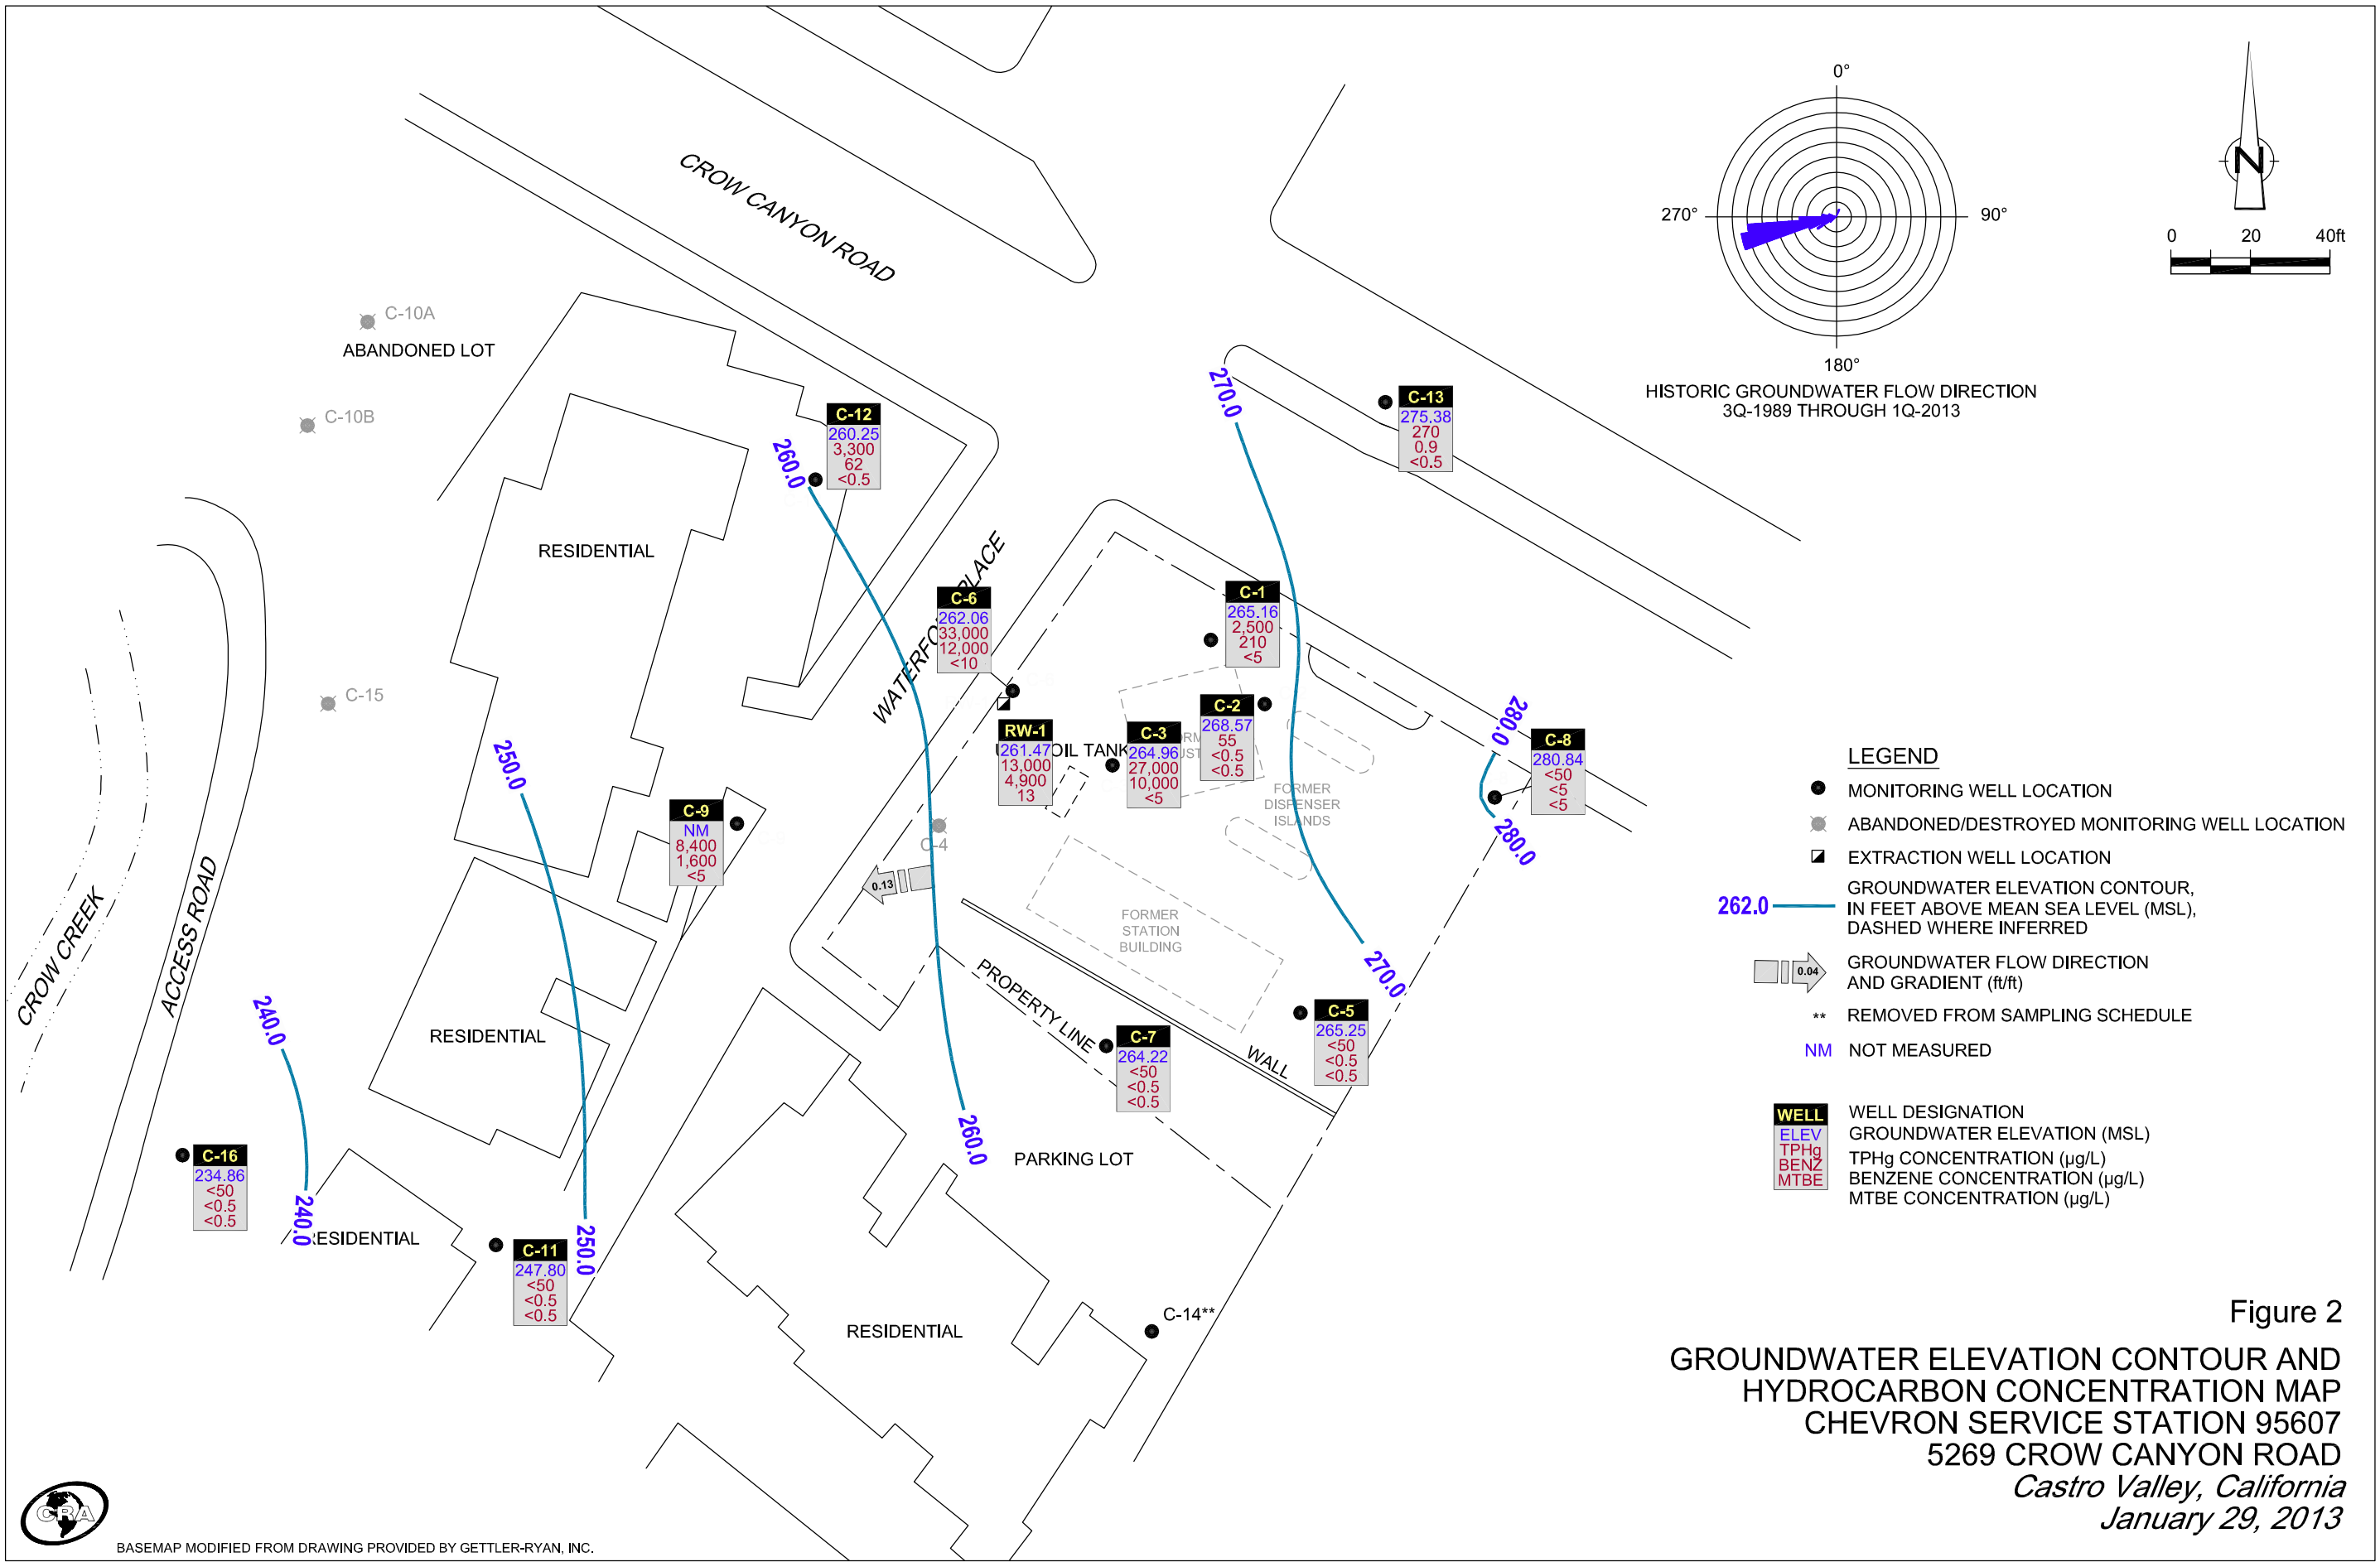 CROW CANYON ROAD
0°
270°
90°
180°
HISTORIC GROUNDWATER FLOW DIRECTION
3Q-1989 THROUGH 1Q-2013
N
0 20 40ft
C-10A
ABANDONED LOT
C-10B
C-15
RESIDENTIAL
C-12
260.25
3,300
62
<0.5
260.0
270.0
C-13
275.38
270
0.9
<0.5
WATERFO PLACE
C-6
262.06
33,000
12,000
<10
C-1
265.16
2,500
210
<5
C-2
268.57
55
<0.5
<0.5
RW-1
261.47
13,000
4,900
13
OIL TANK
C-3
264.96
27,000
10,000
<5
280.0
C-8
280.84
<50
<5
<5
280.0
250.0
C-9
NM
8,400
1,600
<5
C-4
0.13
FORMER
DISPENSER
ISLANDS
FORMER
STATION
BUILDING
CROW CREEK
ACCESS ROAD
RESIDENTIAL
PROPERTY LINE
WALL
270.0
C-5
265.25
<50
<0.5
<0.5
C-7
264.22
<50
<0.5
<0.5
240.0
260.0
PARKING LOT
C-16
234.86
<50
<0.5
<0.5
240.0
RESIDENTIAL
C-11
247.80
<50
<0.5
<0.5
250.0
RESIDENTIAL
C-14**
LEGEND
MONITORING WELL LOCATION
ABANDONED/DESTROYED MONITORING WELL LOCATION
EXTRACTION WELL LOCATION
262.0
GROUNDWATER ELEVATION CONTOUR,
IN FEET ABOVE MEAN SEA LEVEL (MSL),
DASHED WHERE INFERRED
0.04
GROUNDWATER FLOW DIRECTION
AND GRADIENT (ft/ft)
** REMOVED FROM SAMPLING SCHEDULE
NM NOT MEASURED
WELL WELL DESIGNATION
ELEV GROUNDWATER ELEVATION (MSL)
TPHg TPHg CONCENTRATION (µg/L)
BENZ BENZENE CONCENTRATION (µg/L)
MTBE MTBE CONCENTRATION (µg/L)
Figure 2
GROUNDWATER ELEVATION CONTOUR AND
HYDROCARBON CONCENTRATION MAP
CHEVRON SERVICE STATION 95607
5269 CROW CANYON ROAD
Castro Valley, California
January 29, 2013
CRA
BASEMAP MODIFIED FROM DRAWING PROVIDED BY GETTLER-RYAN, INC.